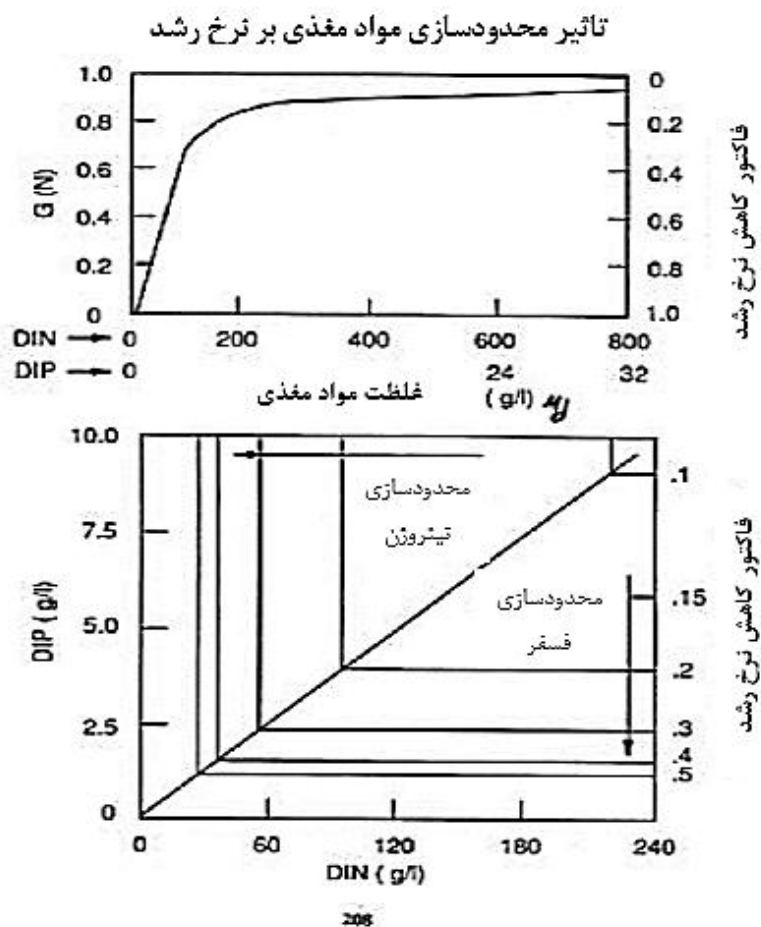 تاثیر محدودسازی مواد مغذی بر نرخ رشد
1.0
0.8
0.6
0.4
0.2
0
G (N)
0
0.2
0.4
0.6
0.8
1.0
فاکتور کاهش نرخ رشد
DIN → 0 200 400 600 800
DIP → 0 24 32
غلظت مواد مغذی
( g/l) μ
10.0
7.5
5.0
2.5
0
DIP ( g/l)
محدودسازی
نیتروژن
محدودسازی
فسفر
.1
.15
.2
.3
.4
.5
فاکتور کاهش نرخ رشد
0 60 120 180 240
DIN ( g/l)
208